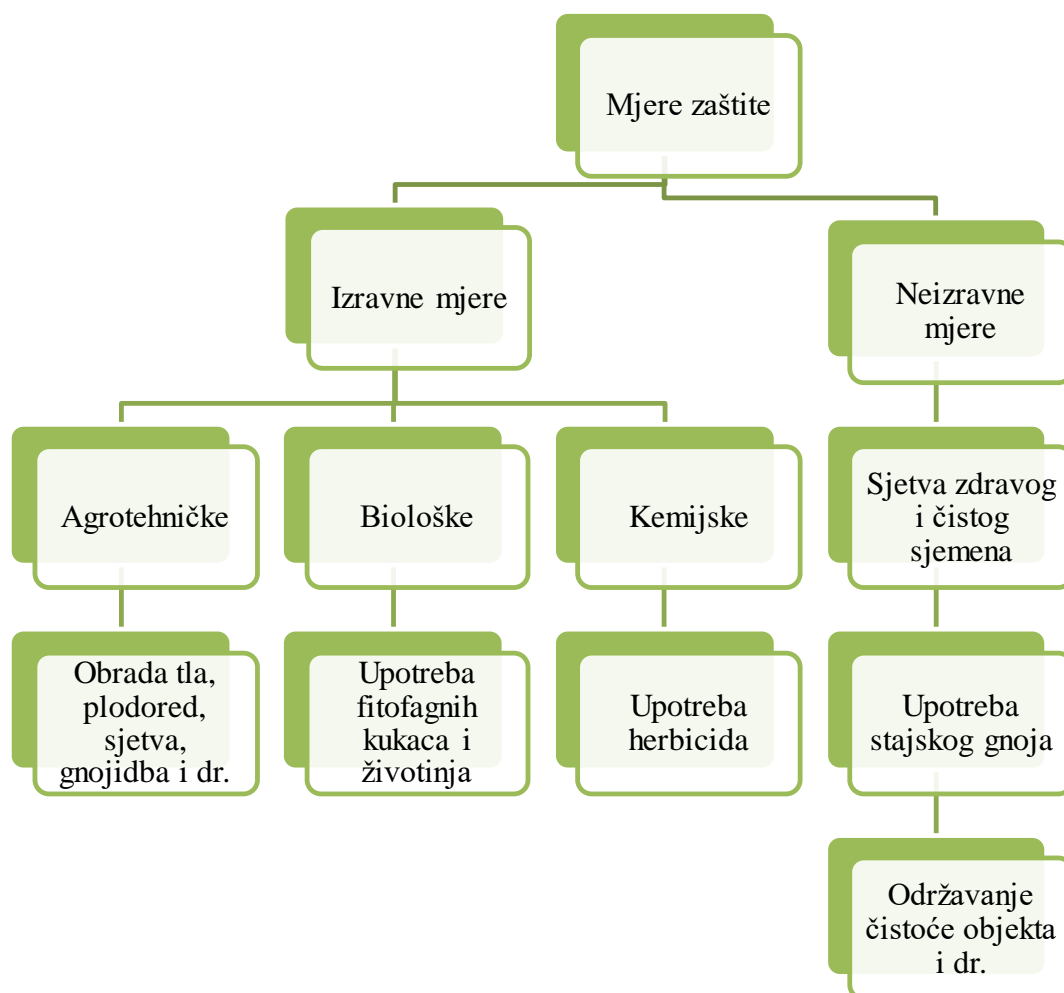 Mjere zaštite
Izravne mjere
Neizravne
mjere
Agrotehničke
Biološke
Kemijske
Sjetva zdravog
i čistog
sjemena
Obrada tla,
plodored,
sjetva,
gnojidba i dr.
Upotreba
fitofagnih
kukaca i
životinja
Upotreba
herbicida
Upotreba
stajskog gnoja
Održavanje
čistoće objekta
i dr.